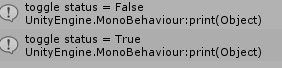 toggle status = False
UnityEngine.MonoBehaviour:print(Object)
toggle status = True
UnityEngine.MonoBehaviour:print(Object)